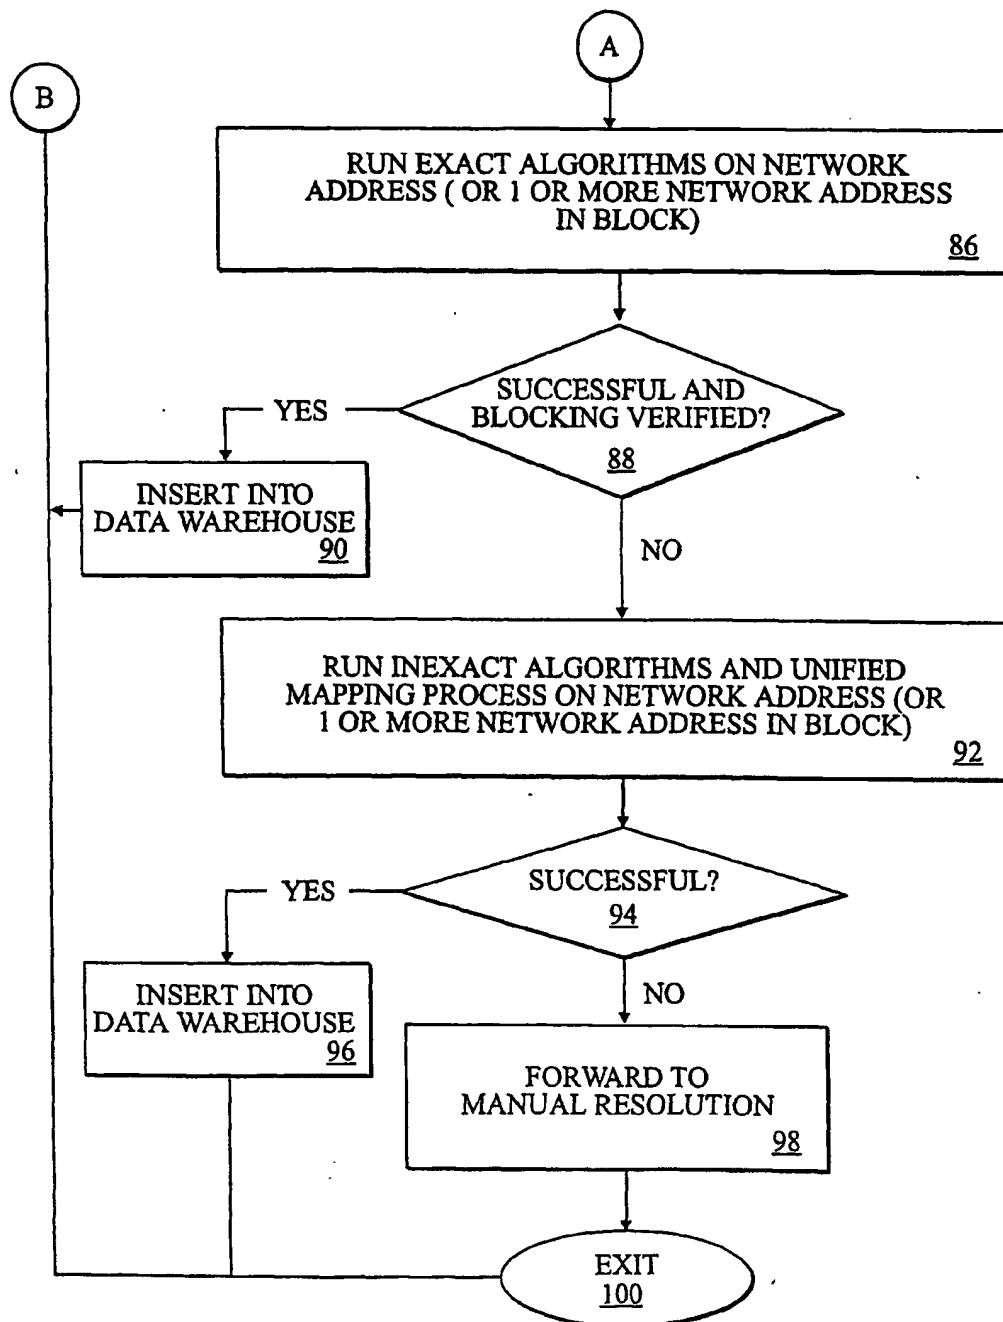 A
B
RUN EXACT ALGORITHMS ON NETWORK
ADDRESS ( OR 1 OR MORE NETWORK ADDRESS
IN BLOCK)
86
SUCCESSFUL AND
BLOCKING VERIFIED?
88
YES
INSERT INTO
DATA WAREHOUSE
90
NO
RUN INEXACT ALGORITHMS AND UNIFIED
MAPPING PROCESS ON NETWORK ADDRESS (OR
1 OR MORE NETWORK ADDRESS IN BLOCK)
92
SUCCESSFUL?
94
YES
INSERT INTO
DATA WAREHOUSE
96
NO
FORWARD TO
MANUAL RESOLUTION
98
EXIT
100